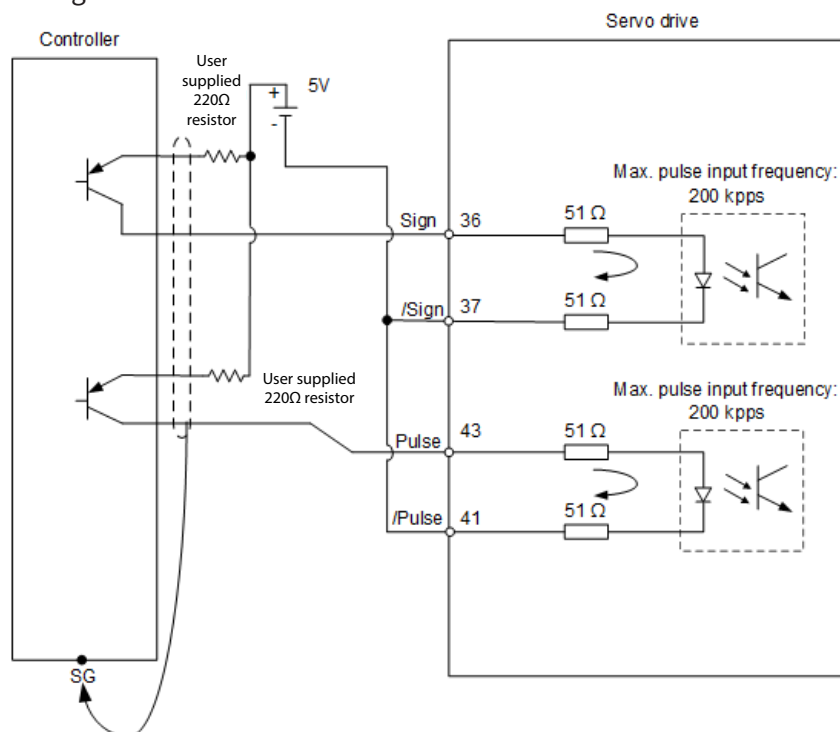 Servo drive
Controller
User
supplied
220Ω
resistor
+
5V
-
Max. pulse input frequency:
200 kpps
Sign
36
51 Ω
/Sign
37
51 Ω
User supplied
220Ω resistor
Max. pulse input frequency:
200 kpps
Pulse
43
51 Ω
/Pulse
41
51 Ω
SG